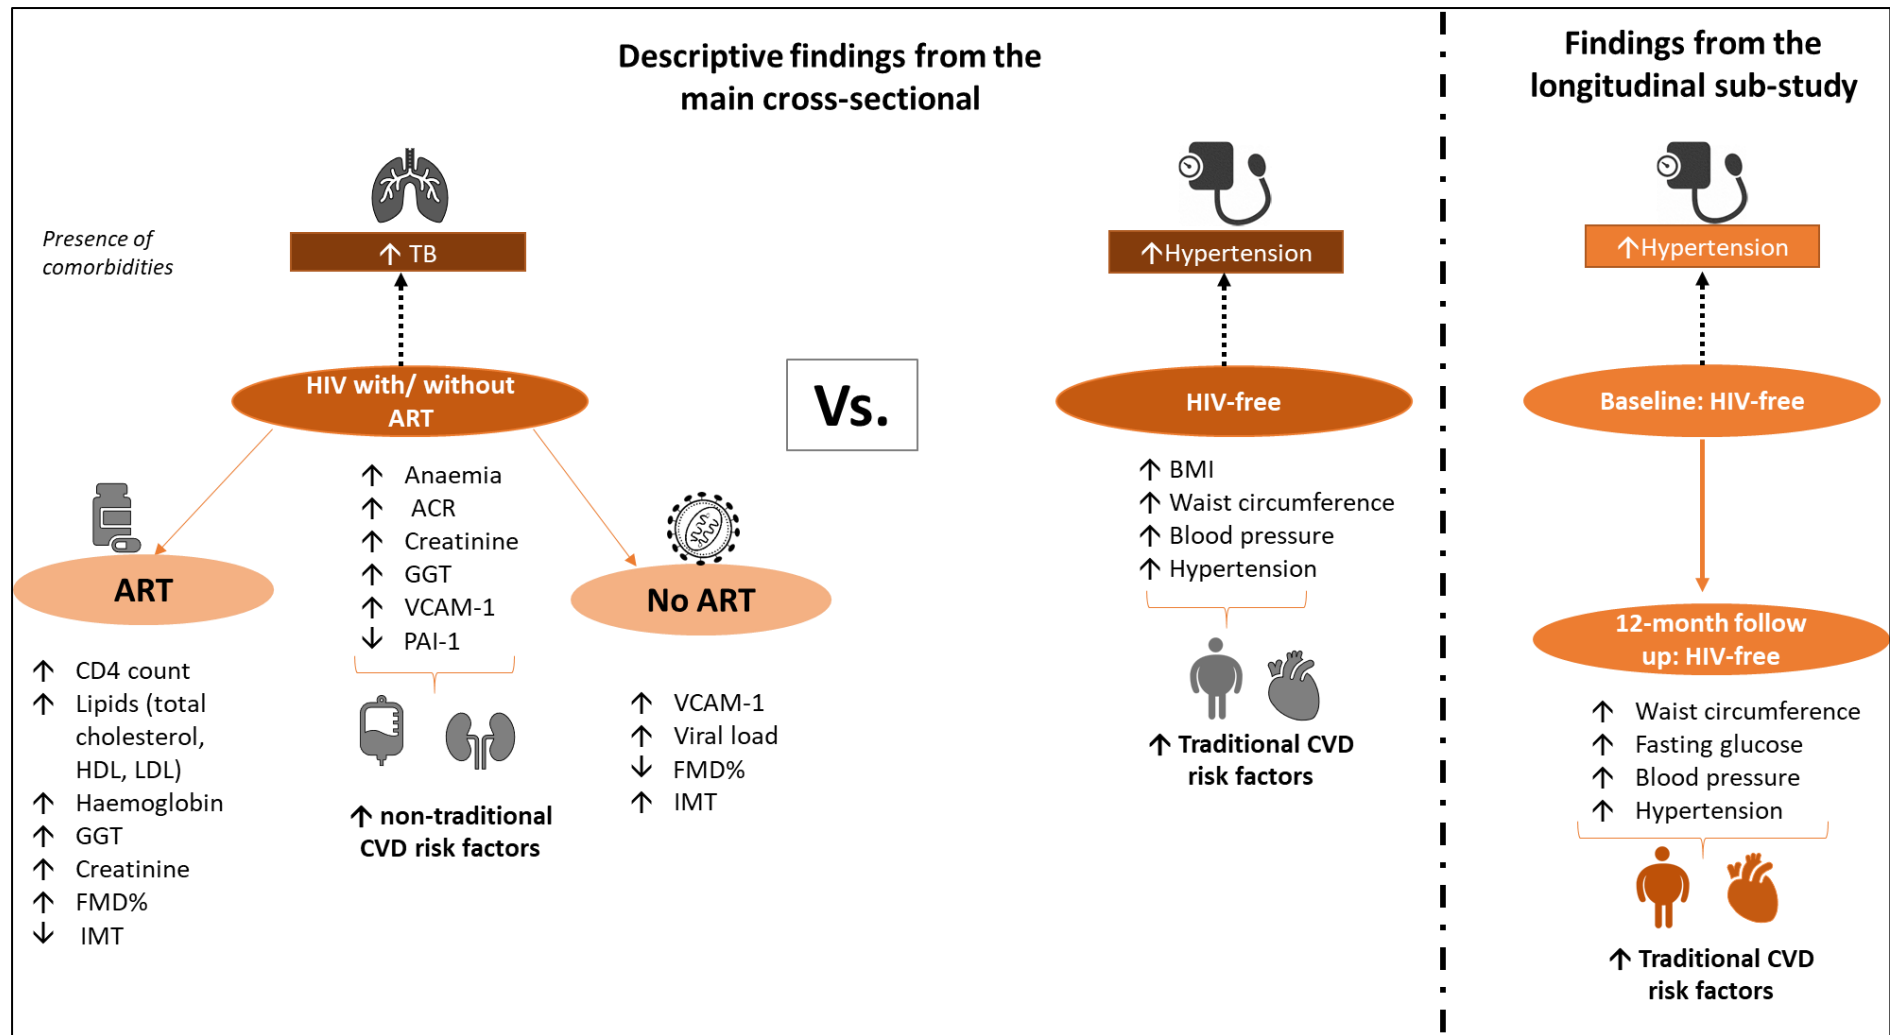 Descriptive findings from the
main cross-sectional
Findings from the
longitudinal sub-study
Presence of
comorbidities
↑ TB
↑Hypertension
↑Hypertension
HIV with/ without
ART
Vs.
HIV-free
Baseline: HIV-free
↑ Anaemia
↑ ACR
↑ Creatinine
↑ GGT
↑ VCAM-1
↓ PAI-1
↑ non-traditional
CVD risk factors
ART
↑ CD4 count
↑ Lipids (total
cholesterol,
HDL, LDL)
↑ Haemoglobin
↑ GGT
↑ Creatinine
↑ FMD%
↓ IMT
No ART
↑ VCAM-1
↑ Viral load
↓ FMD%
↑ IMT
↑ BMI
↑ Waist circumference
↑ Blood pressure
↑ Hypertension
↑ Traditional CVD
risk factors
12-month follow
up: HIV-free
↑ Waist circumference
↑ Fasting glucose
↑ Blood pressure
↑ Hypertension
↑ Traditional CVD
risk factors